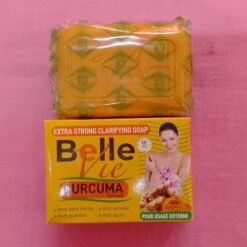 EXTRA STRONG CLARIFYING SOAP
Belle
Vie
CURCUMA
Anti dark circles
Anti wrinkle
Anti spots
POUR USAGE EXTERNE